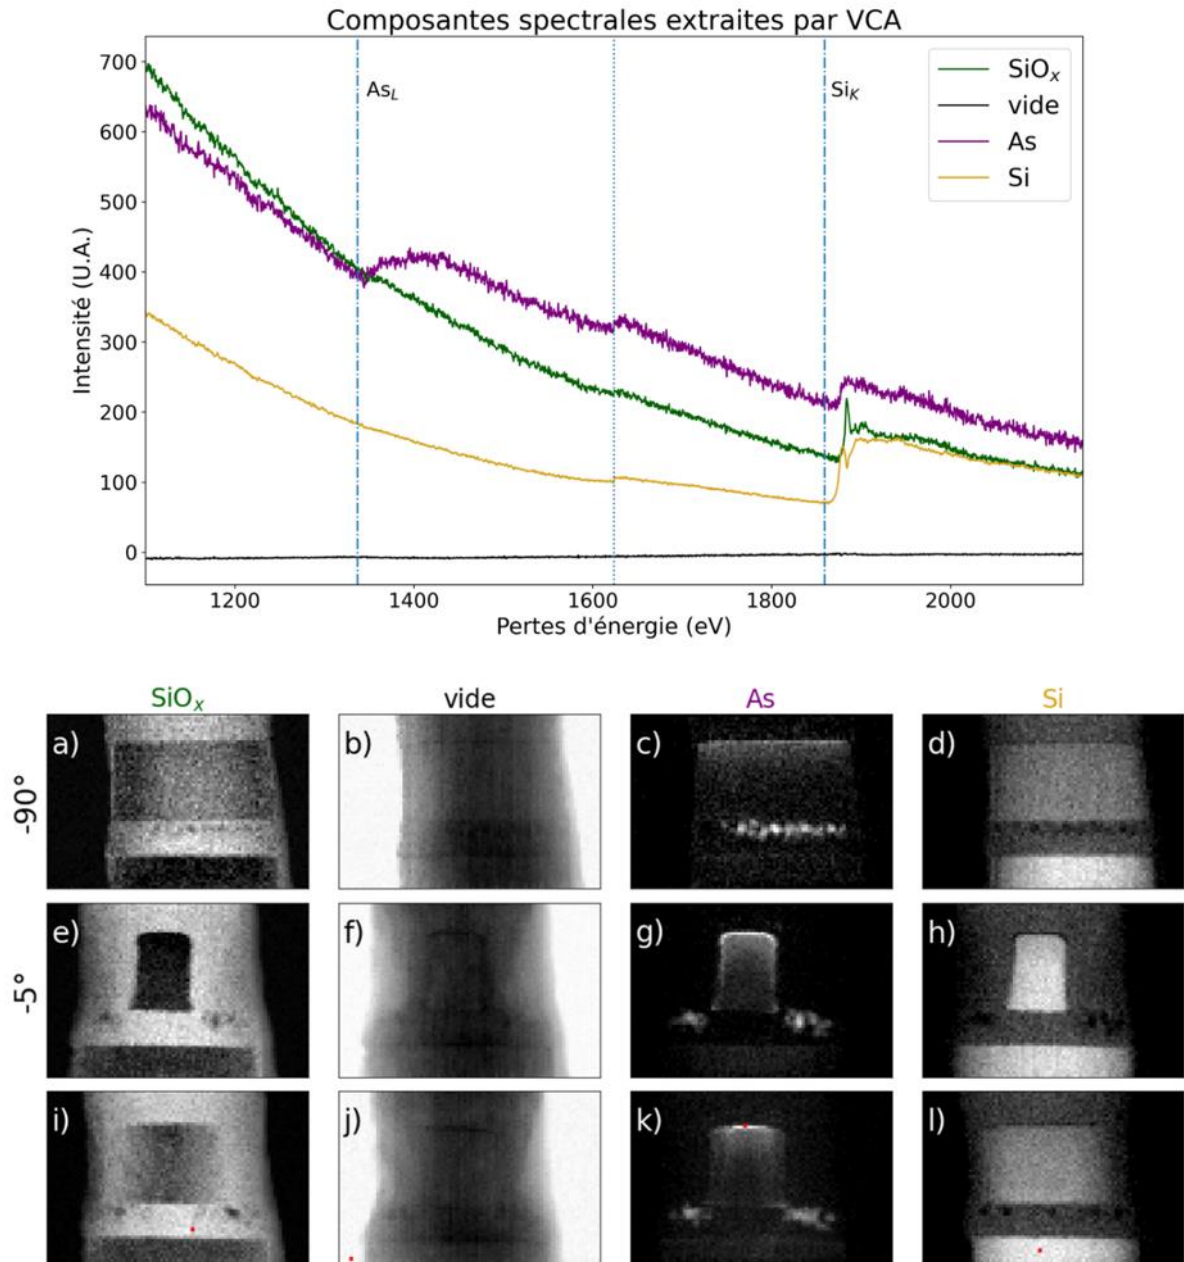 Composantes spectrales extraites par VCA
700
600
500
400
300
200
100
0
Intensité (U.A.)
As_L
Si_K
SiO_x
vide
As
Si
1200
1400
1600
1800
2000
Pertes d'énergie (eV)
SiO_x
vide
As
Si
-90°
a)
b)
c)
d)
-5°
e)
f)
g)
h)
i)
j)
k)
l)